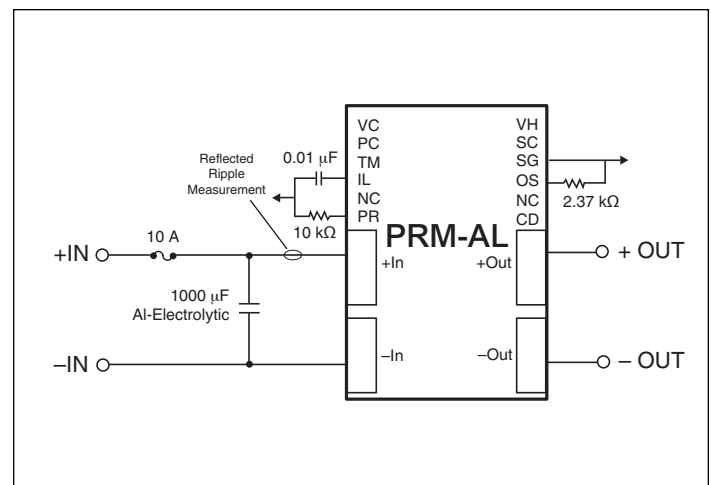 VC
PC
TM
IL
NC
PR
VH
SC
SG
OS
NC
CD
Reflected
Ripple
Measurement
0.01 μF
10 kΩ
2.37 kΩ
PRM-AL
10 A
+IN
+In
+Out
+ OUT
1000 μF
Al-Electrolytic
–IN
–In
–Out
– OUT